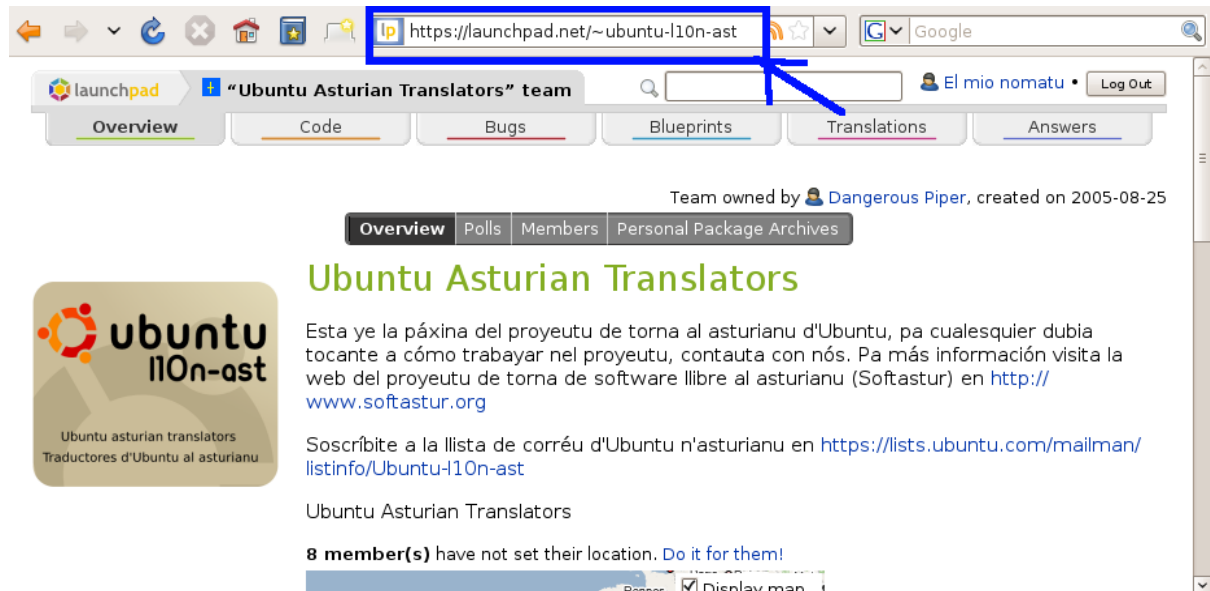 https://launchpad.net/~ubuntu-l10n-ast
Google
launchpad
“Ubuntu Asturian Translators” team
El mio nomatu •
Log Out
Overview
Code
Bugs
Blueprints
Translations
Answers
Team owned by Dangerous Piper, created on 2005-08-25
Overview
Polls
Members
Personal Package Archives
Ubuntu Asturian Translators
ubuntu
l10n-ast
Ubuntu asturian translators
Traductores d'Ubuntu al asturianu
Esta ye la páxina del proyeutu de torna al asturianu d'Ubuntu, pa cualesquier dubia
tocante a cómo trabayar nel proyeutu, contauta con nós. Pa más información visita la
web del proyeutu de torna de software llibre al asturianu (Softastur) en http://
www.softastur.org
Soscríbite a la llista de corréu d'Ubuntu n'asturianu en https://lists.ubuntu.com/mailman/
listinfo/Ubuntu-l10n-ast
Ubuntu Asturian Translators
8 member(s) have not set their location. Do it for them!
Display map